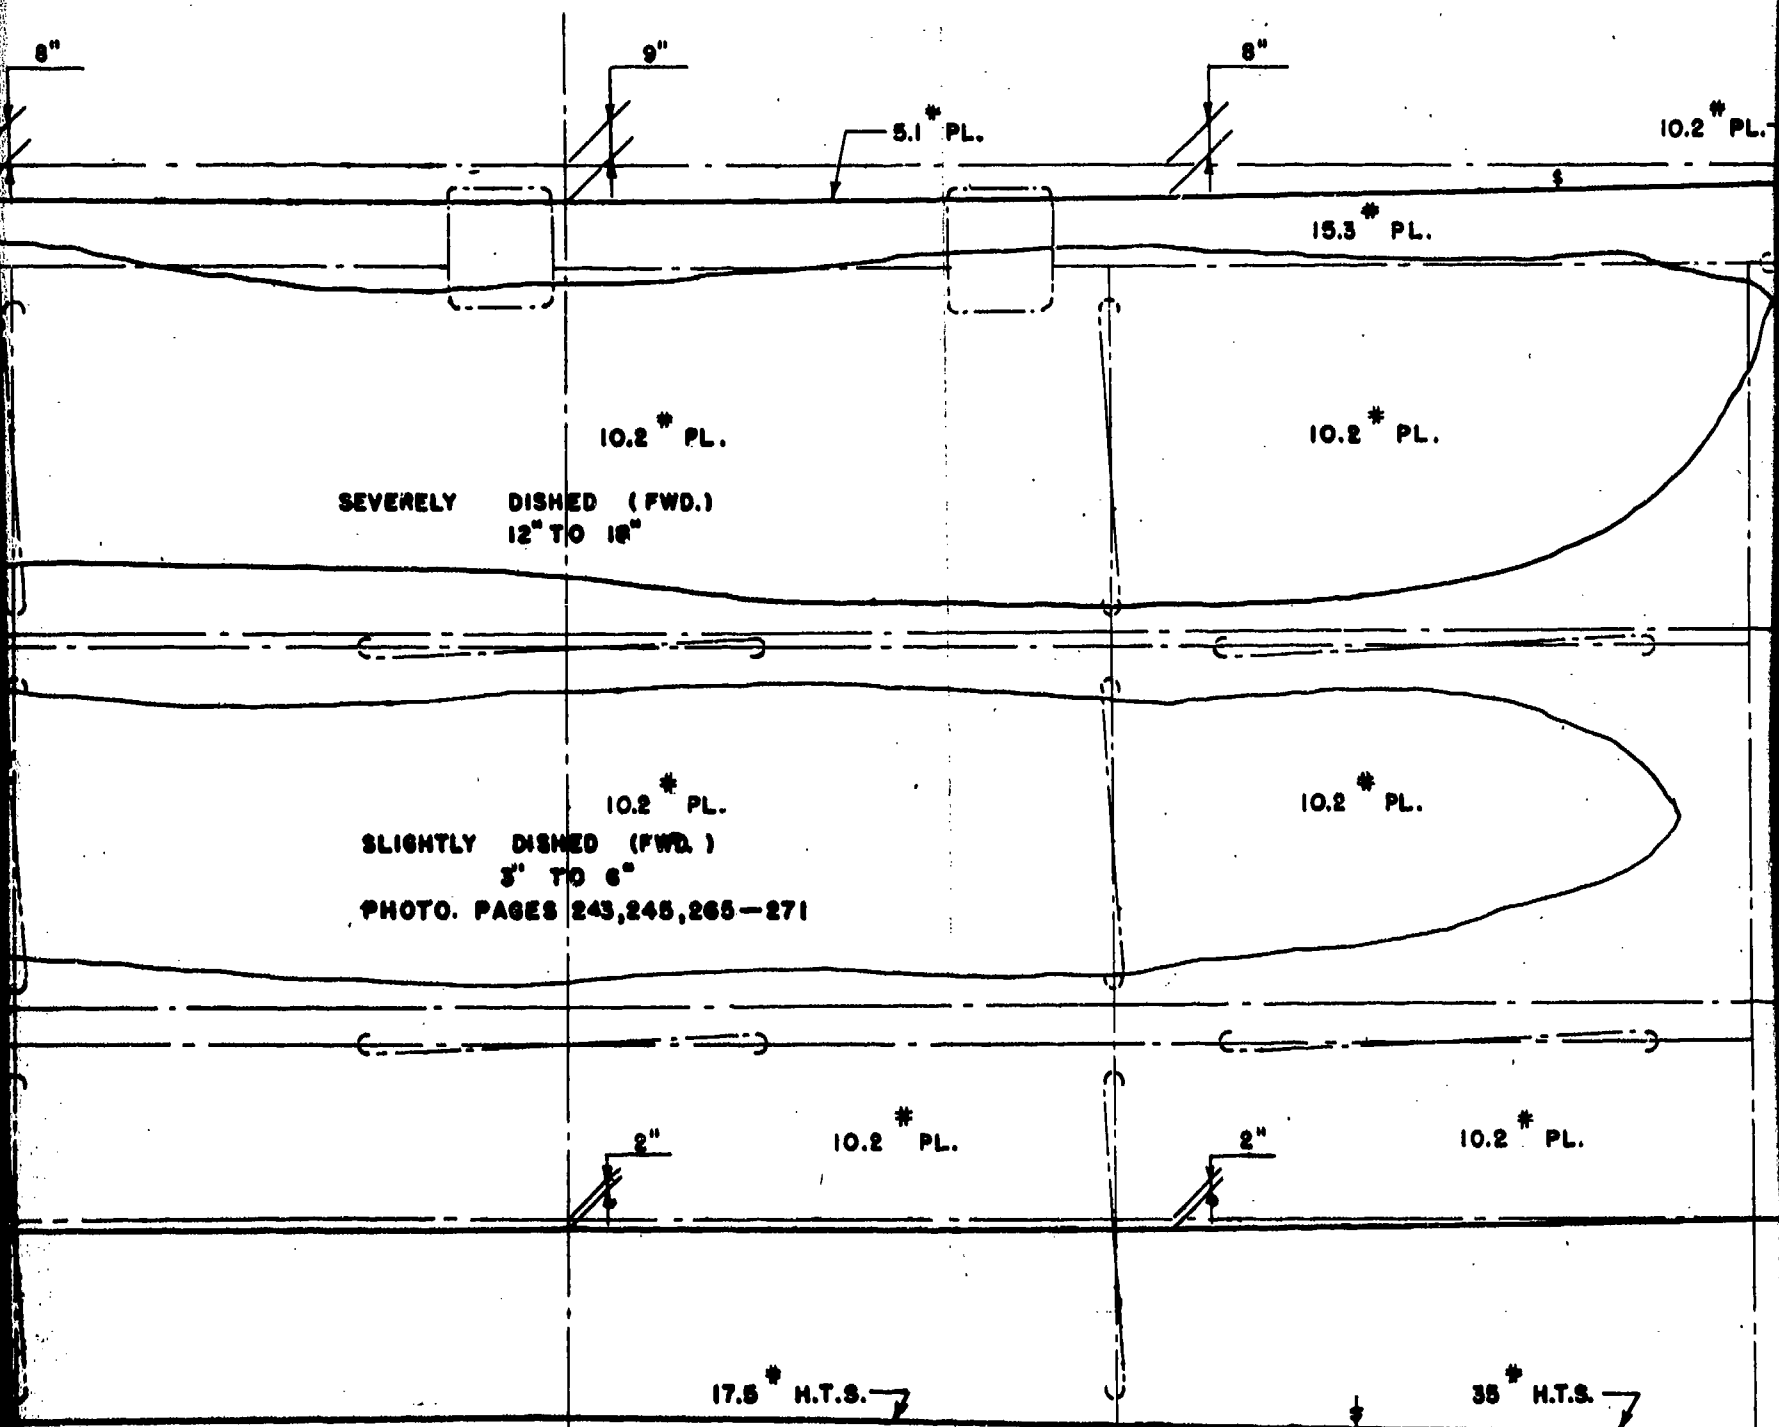 8" 9" 8"
5.1 # PL. 10.2 # PL.
15.3 # PL.
10.2 # PL. 10.2 # PL.
SEVERELY DISHED (FWD.)
12" TO 18"
10.2 # PL. 10.2 # PL.
SLIGHTLY DISHED (FWD.)
3" TO 6"
PHOTO. PAGES 243,245,265-271
10.2 # PL. 10.2 # PL.
2" 2"
17.5 # H.T.S. 35 # H.T.S.